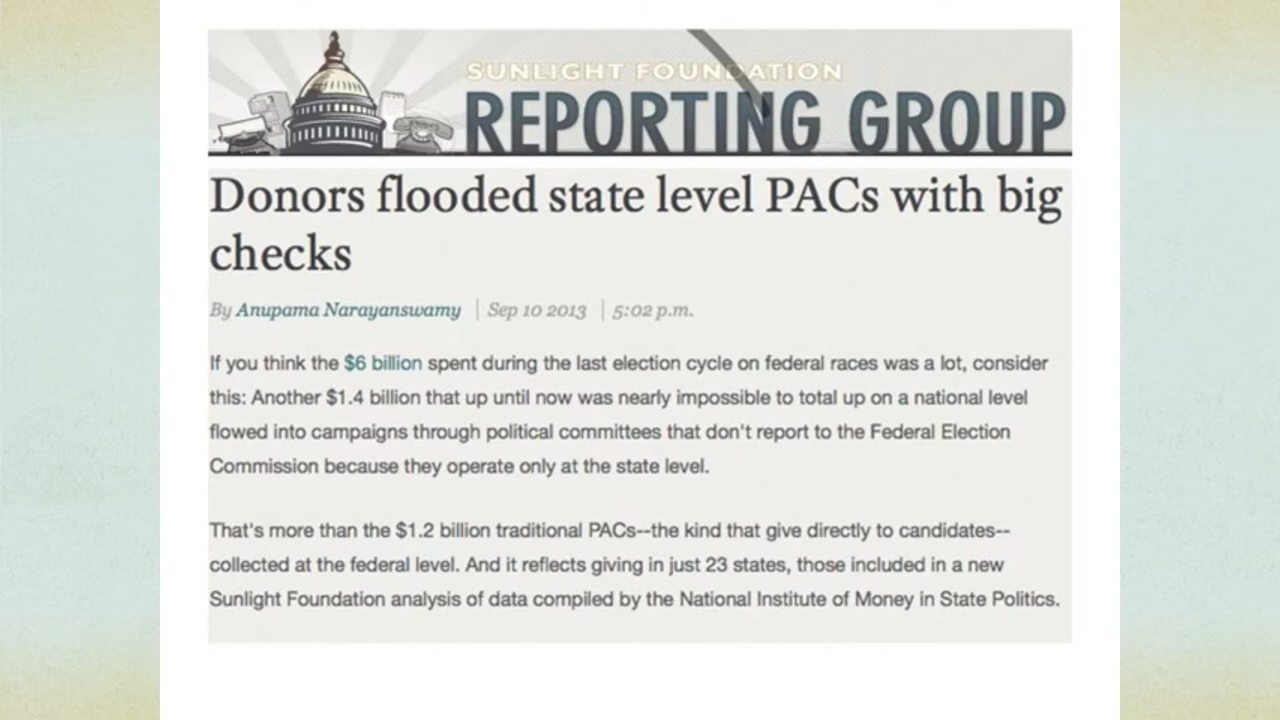 SUNLIGHT FOUNDATION
REPORTING GROUP
Donors flooded state level PACs with big
checks
By Anupama Narayanswamy | Sep 10 2013 | 5:02 p.m.
If you think the $6 billion spent during the last election cycle on federal races was a lot, consider
this: Another $1.4 billion that up until now was nearly impossible to total up on a national level
flowed into campaigns through political committees that don't report to the Federal Election
Commission because they operate only at the state level.
That's more than the $1.2 billion traditional PACs--the kind that give directly to candidates--
collected at the federal level. And it reflects giving in just 23 states, those included in a new
Sunlight Foundation analysis of data compiled by the National Institute of Money in State Politics.